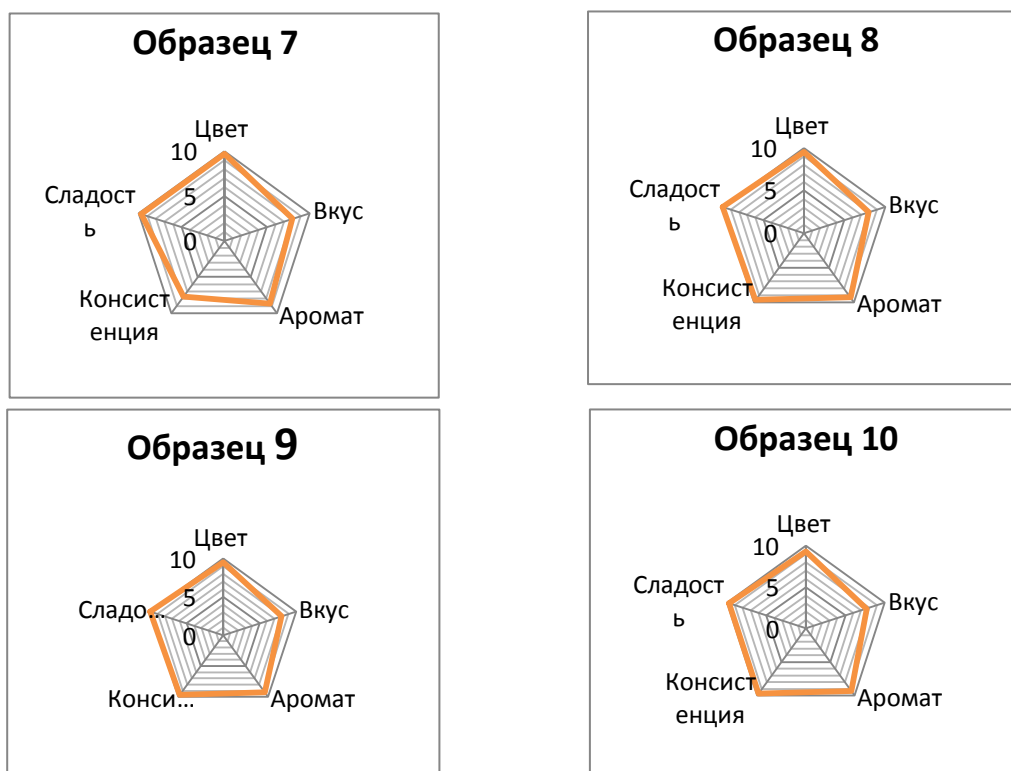 Образец 7
Цвет
10
5
0
Вкус
Аромат
Консист
енция
Сладост
ь
Образец 8
Цвет
10
5
0
Вкус
Аромат
Консист
енция
Сладост
ь
Образец 9
Цвет
10
5
0
Вкус
Аромат
Конси...
Сладо...
Образец 10
Цвет
10
5
0
Вкус
Аромат
Консист
енция
Сладост
ь